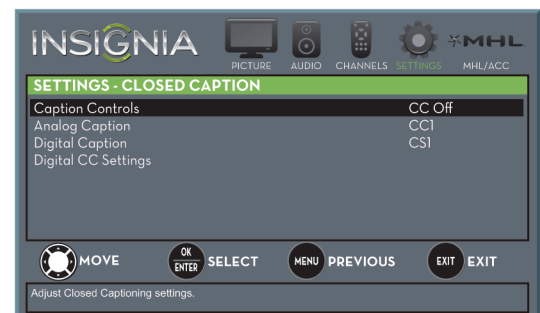 INSIGNIA
PICTURE AUDIO CHANNELS SETTINGS MHL MHL/ACC
SETTINGS - CLOSED CAPTION
Caption Controls CC Off
Analog Caption CC1
Digital Caption CS1
Digital CC Settings
MOVE OK ENTER SELECT MENU PREVIOUS EXIT EXIT
Adjust Closed Captioning settings.